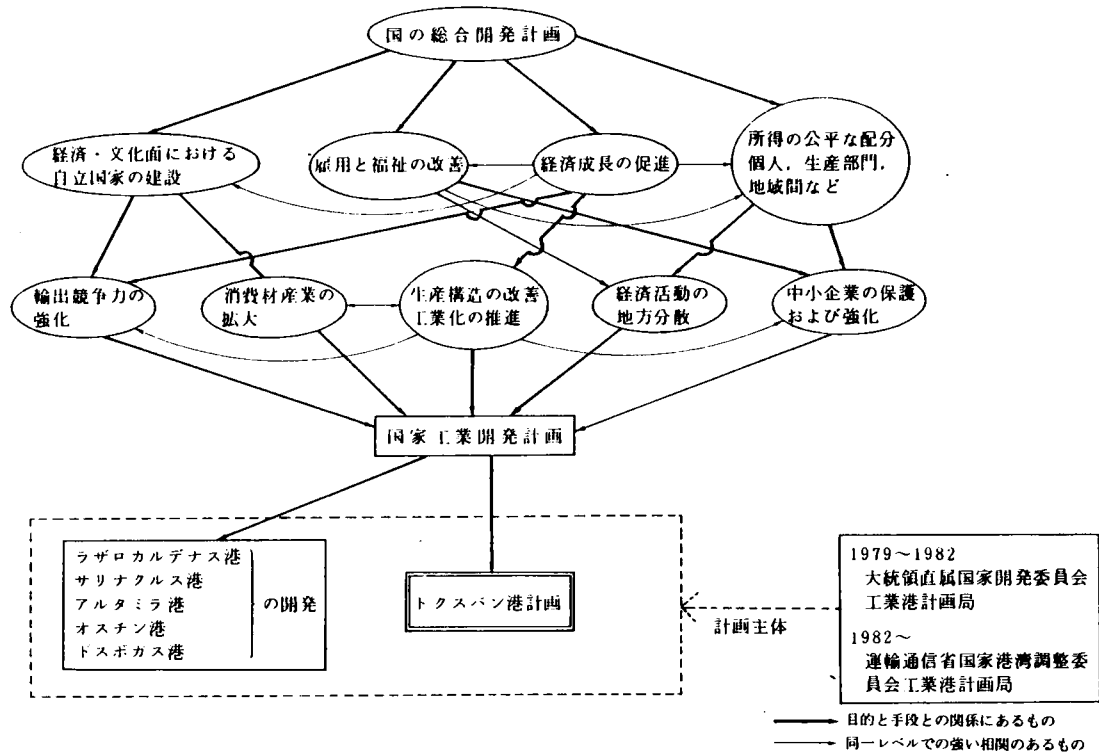 国の総合開発計画
経済・文化面における
自立国家の建設
雇用と福祉の改善
経済成長の促進
所得の公平な配分
個人,生産部門,
地域間など
輸出競争力の
強化
消費材産業の
拡大
生産構造の改善
工業化の推進
経済活動の
地方分散
中小企業の保護
および強化
国家工業開発計画
ラザロカルデナス港
サリナクルス港
アルタミラ港
オスチン港
ドスボガス港
の開発
トクスパン港計画
計画主体
1979~1982
大統領直属国家開発委員会
工業港計画局
1982~
運輸通信省国家港湾調整委
員会工業港計画局
目的と手段との関係にあるもの
同一レベルでの強い相関のあるもの